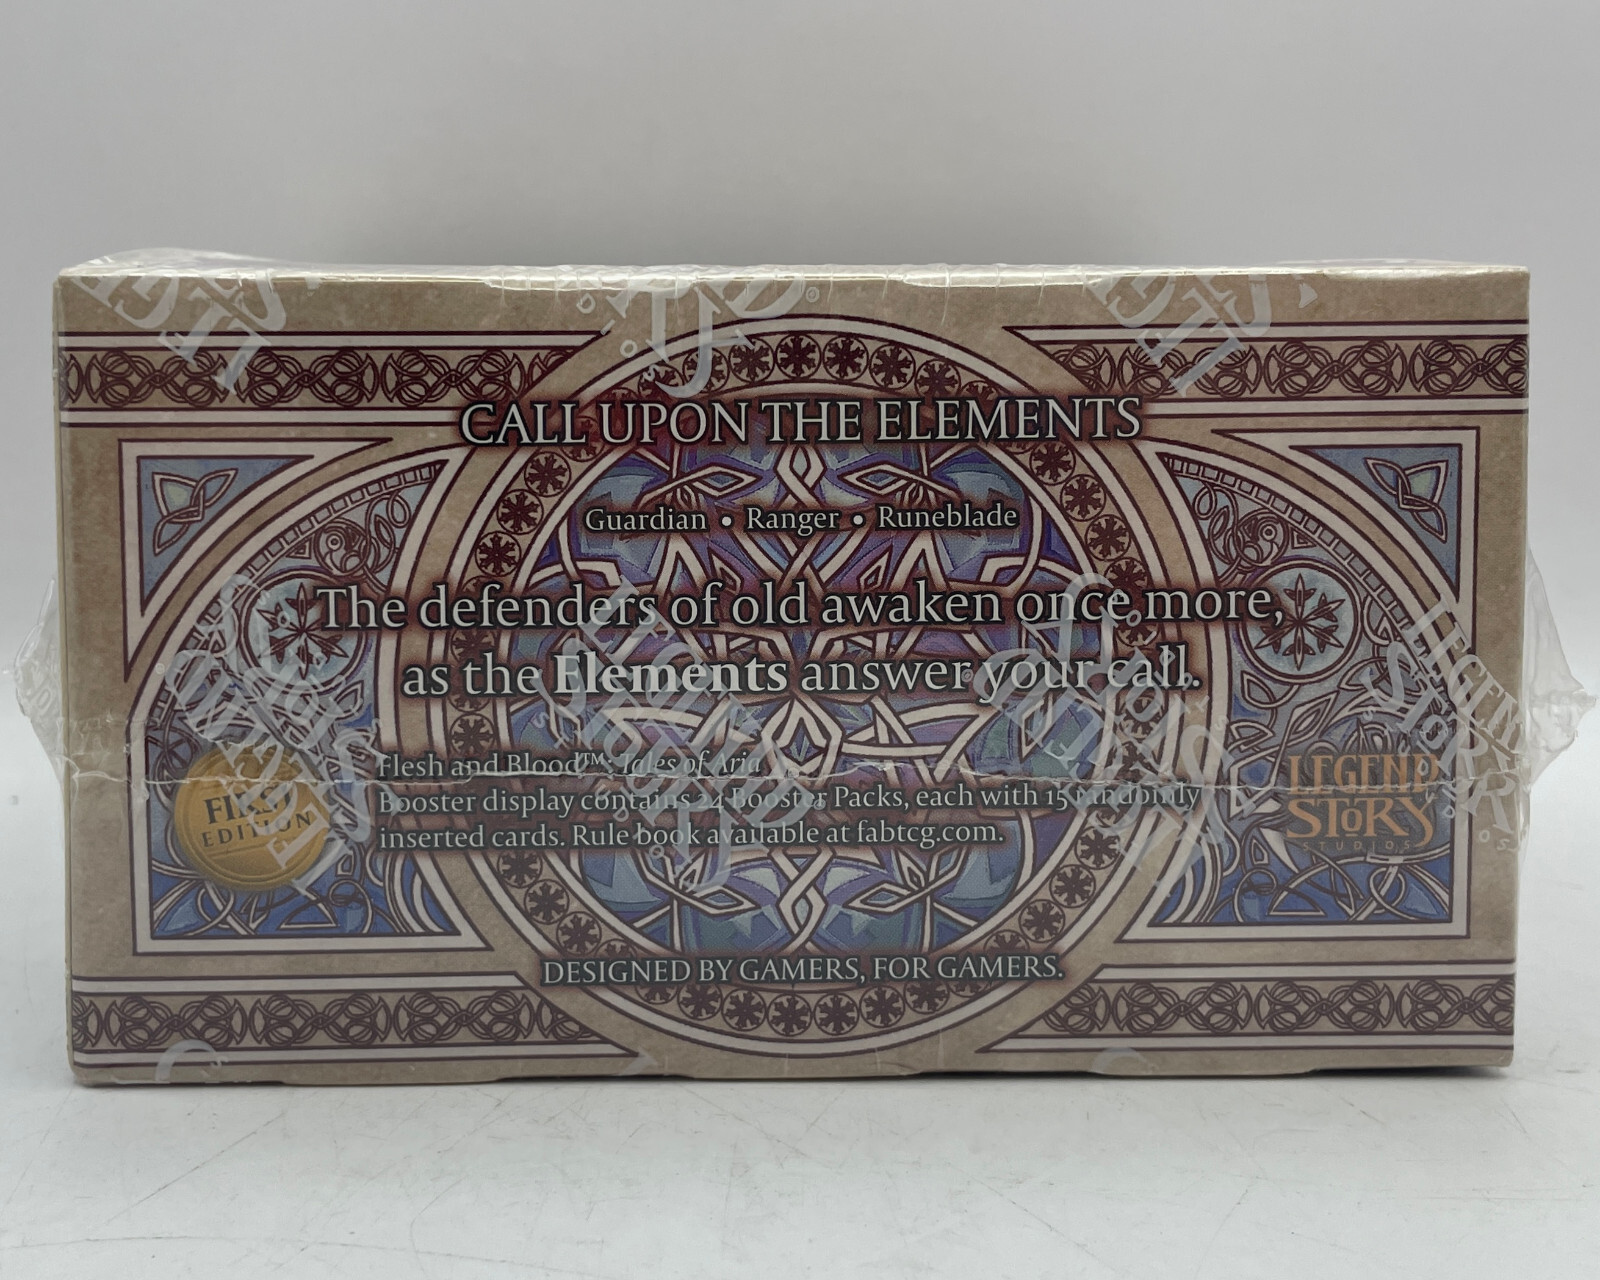 CALL UPON THE ELEMENTS
Guardian • Ranger • Runeblade
The defenders of old awaken once more,
as the Elements answer your call.
Flesh and Blood™: Tales of Aria
Booster display contains 24 Booster Packs, each with 15 randomly
inserted cards. Rule book available at fabtcg.com.
FIRST
EDITION
LEGEND
STORY
STUDIOS
DESIGNED BY GAMERS, FOR GAMERS.
LEGEND
STORY